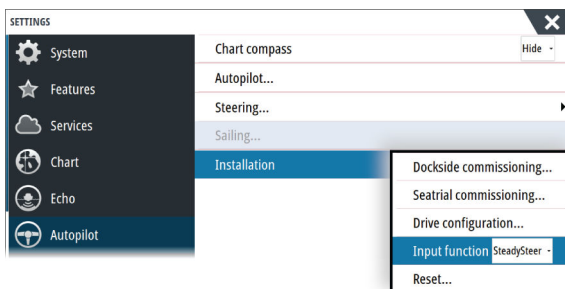 SETTINGS
System
Features
Services
Chart
Echo
Autopilot
Chart compass Hide
Autopilot...
Steering...
Sailing...
Installation
Dockside commissioning...
Seatrial commissioning...
Drive configuration...
Input function SteadySteer
Reset...